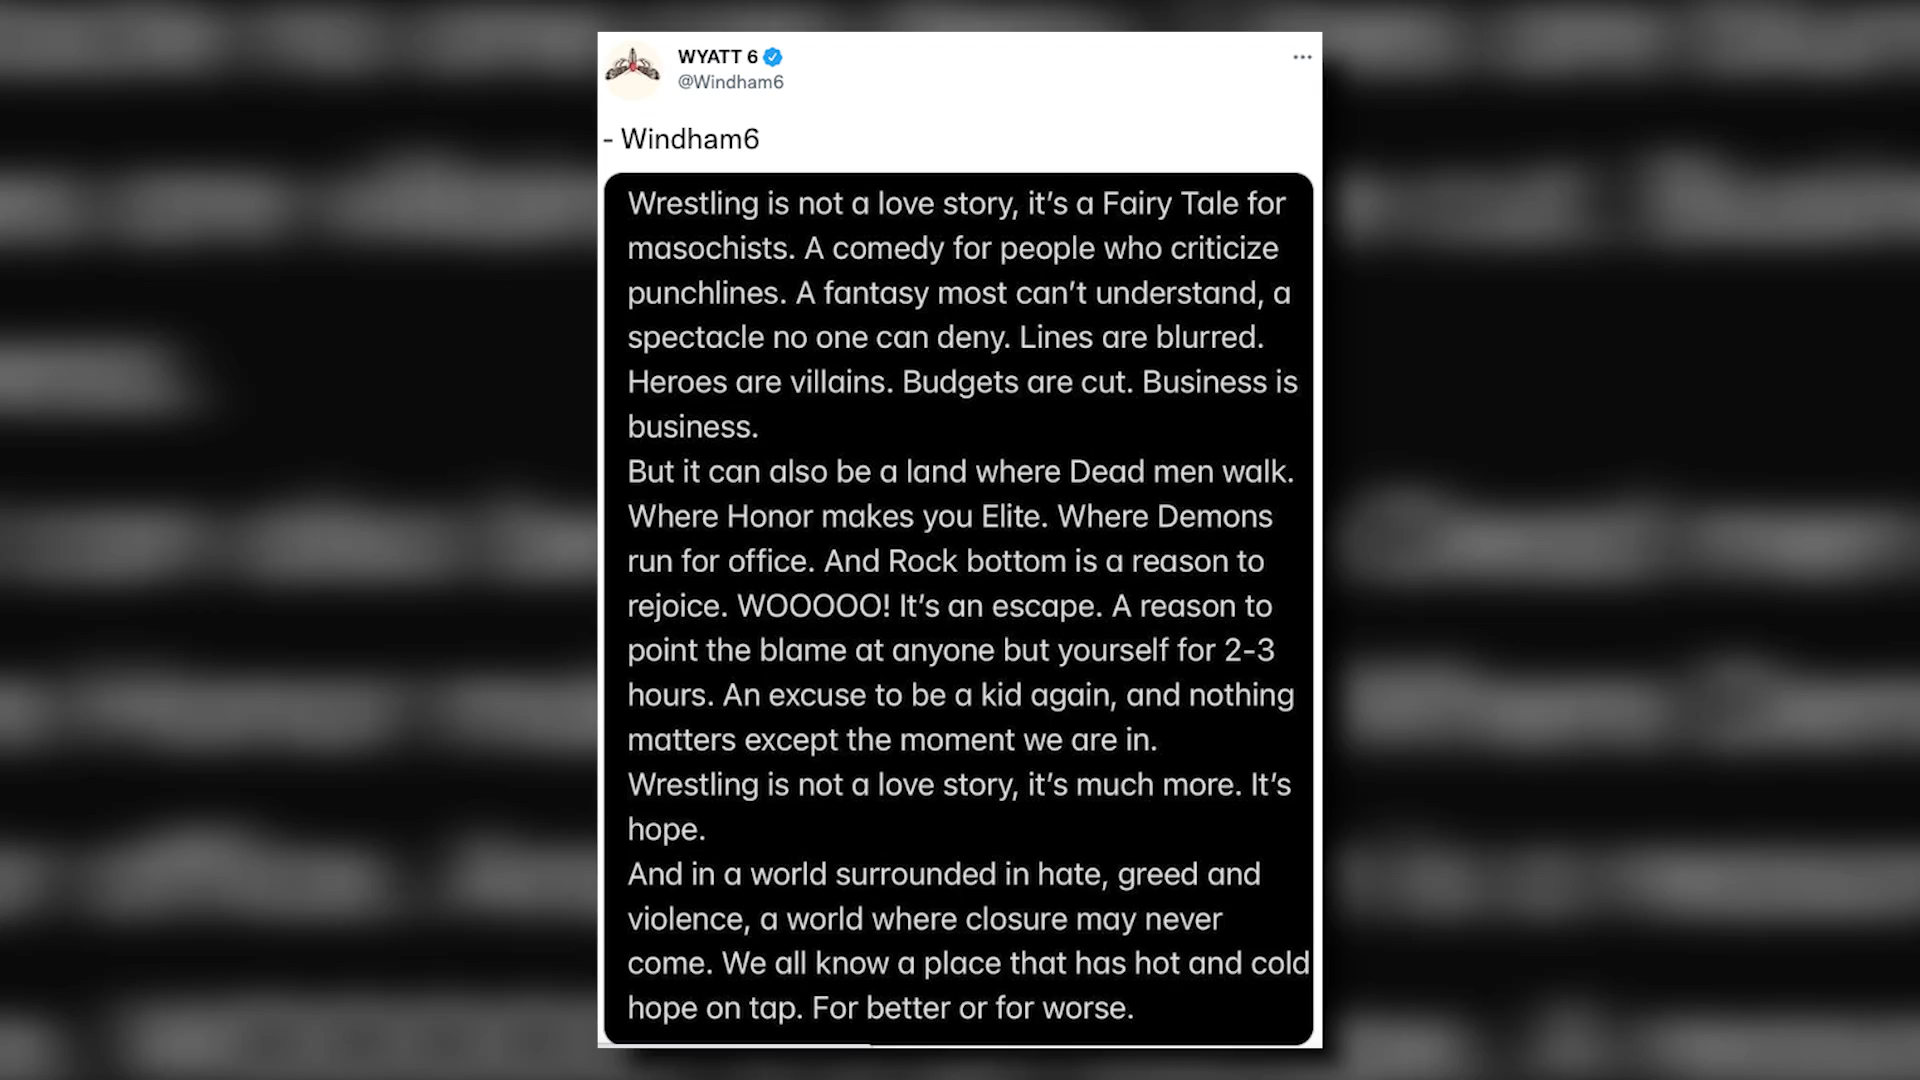 WYATT 6
@Windham6
- Windham6
Wrestling is not a love story, it’s a Fairy Tale for
masochists. A comedy for people who criticize
punchlines. A fantasy most can’t understand, a
spectacle no one can deny. Lines are blurred.
Heroes are villains. Budgets are cut. Business is
business.
But it can also be a land where Dead men walk.
Where Honor makes you Elite. Where Demons
run for office. And Rock bottom is a reason to
rejoice. WOOOOO! It’s an escape. A reason to
point the blame at anyone but yourself for 2-3
hours. An excuse to be a kid again, and nothing
matters except the moment we are in.
Wrestling is not a love story, it’s much more. It’s
hope.
And in a world surrounded in hate, greed and
violence, a world where closure may never
come. We all know a place that has hot and cold
hope on tap. For better or for worse.